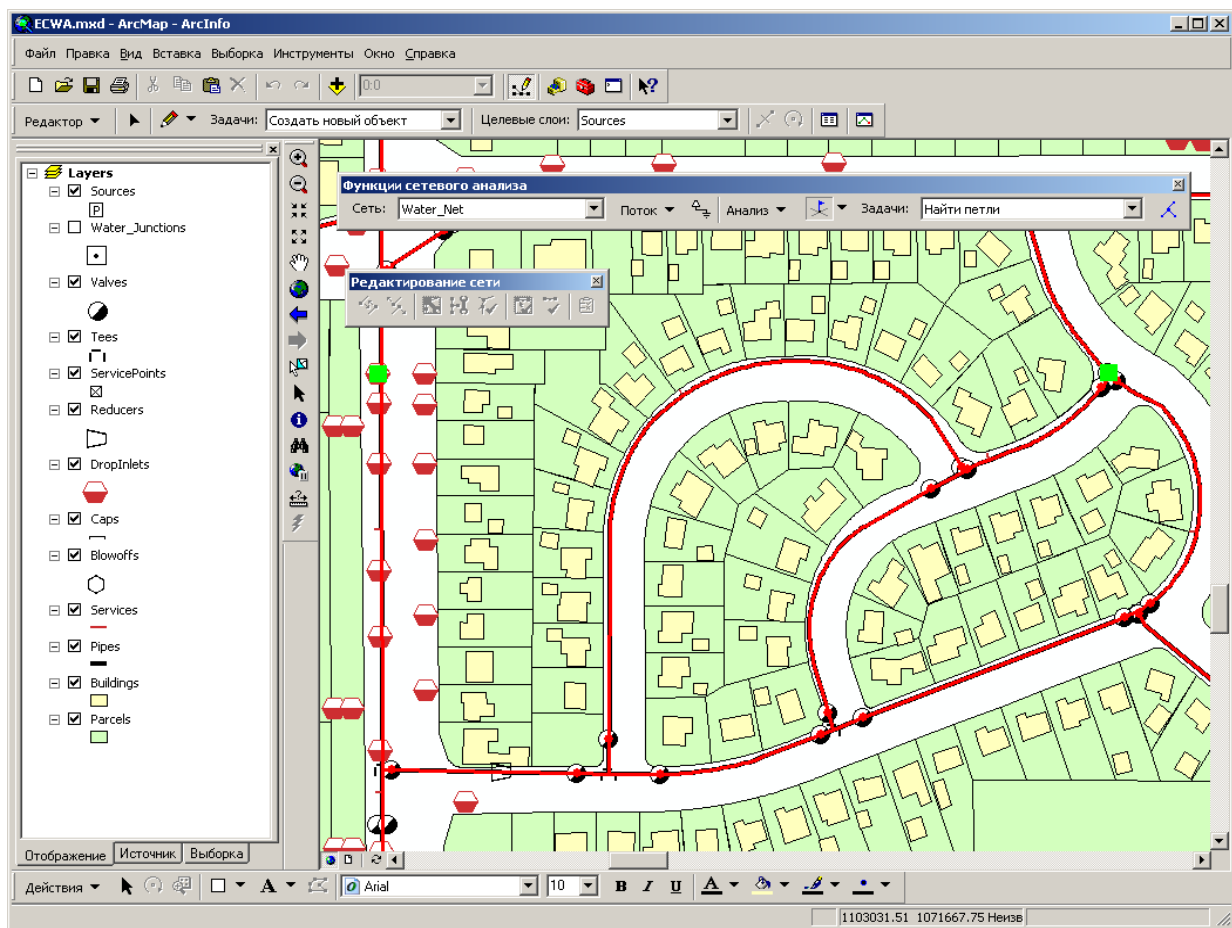 ECWA.mxd - ArcMap - ArcInfo
Файл Правка Вид Вставка Выборка Инструменты Окно Справка
0:0
Редактор Задачи: Создать новый объект Целевые слои: Sources
Layers
Sources
P
Water_Junctions
Valves
Tees
ServicePoints
Reducers
DropInlets
Caps
Blowoffs
Services
Pipes
Buildings
Parcels
Функции сетевого анализа
Сеть: Water_Net Поток Анализ Задачи: Найти петли
Редактирование сети
Отображение Источник Выборка
Действия A Arial 10 B I U A
1103031.51 1071667.75 Неизв